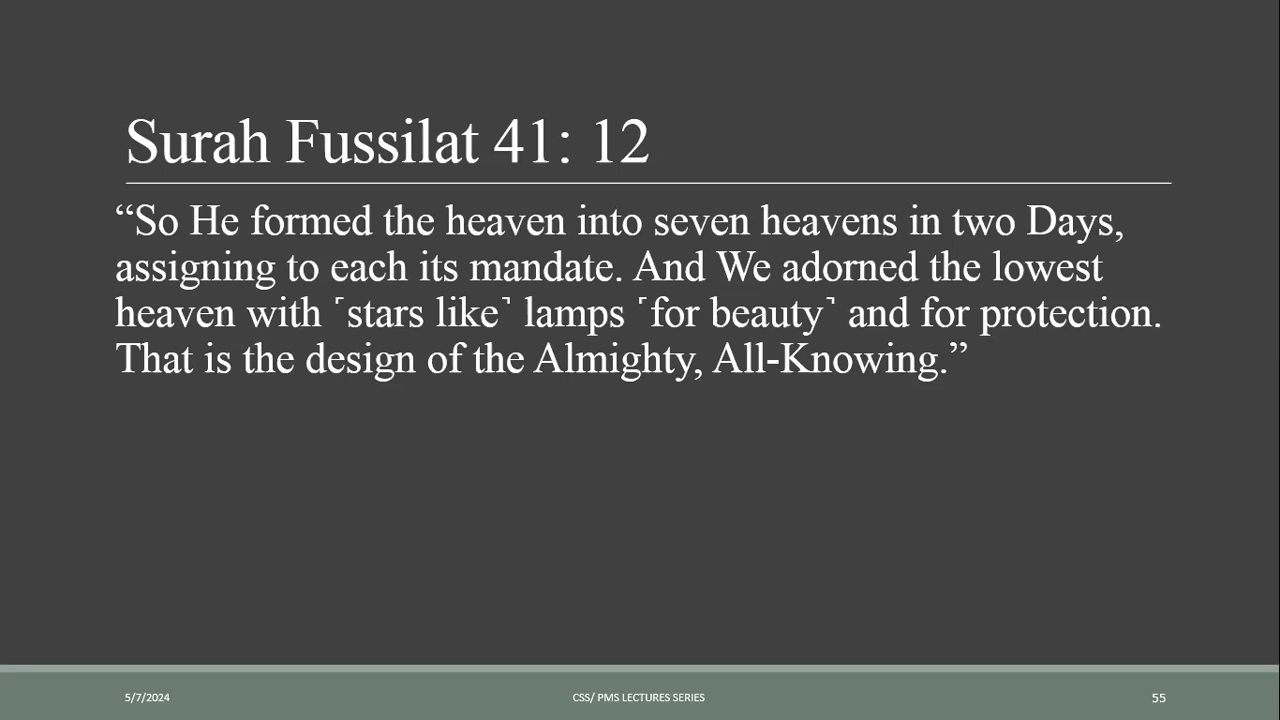 Surah Fussilat 41: 12
“So He formed the heaven into seven heavens in two Days,
assigning to each its mandate. And We adorned the lowest
heaven with ˹stars like˺ lamps ˹for beauty˺ and for protection.
That is the design of the Almighty, All-Knowing.”
5/7/2024
CSS/ PMS LECTURES SERIES
55